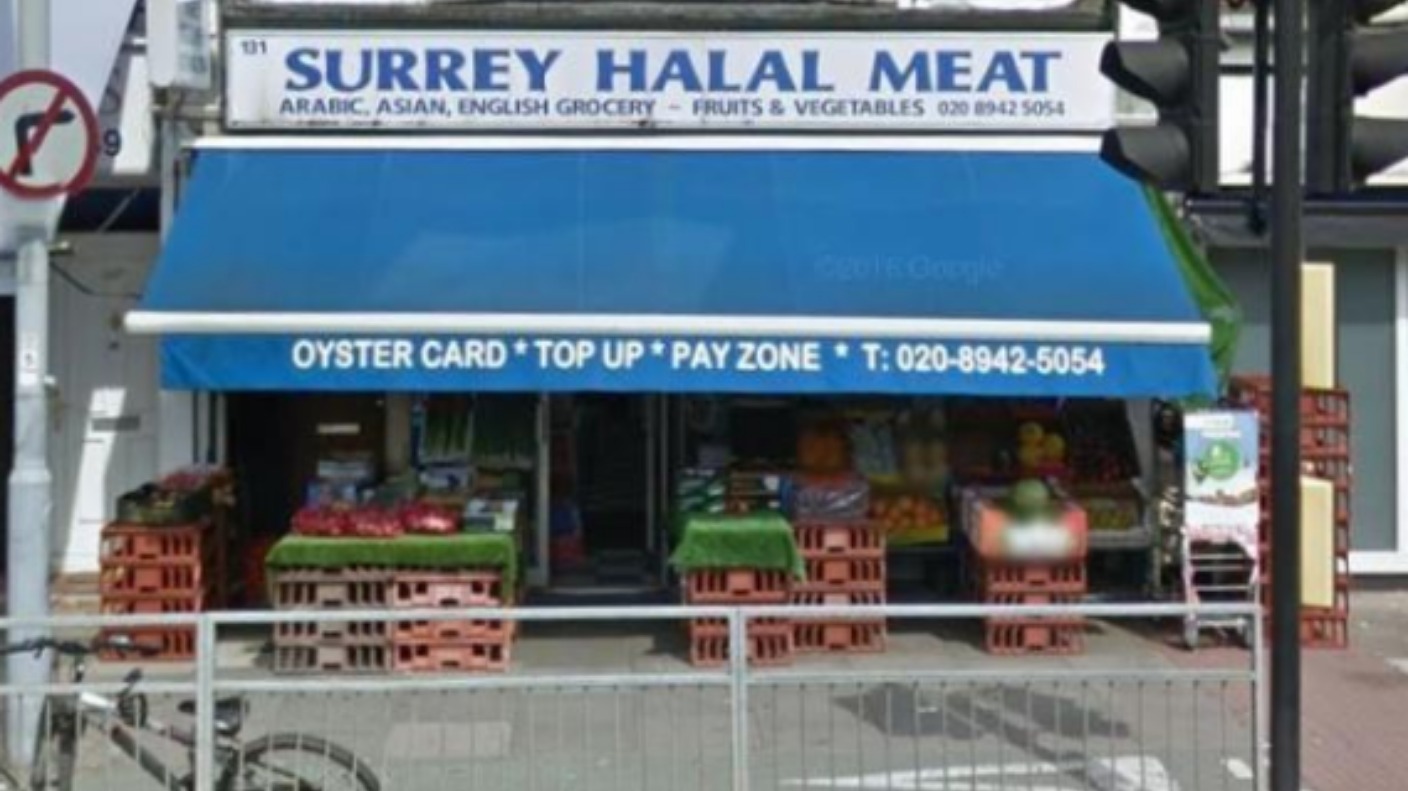 131
SURREY HALAL MEAT
ARABIC, ASIAN, ENGLISH GROCERY ~ FRUITS & VEGETABLES 020 8942 5054
9
©2016 Google
OYSTER CARD * TOP UP * PAY ZONE * T: 020-8942-5054